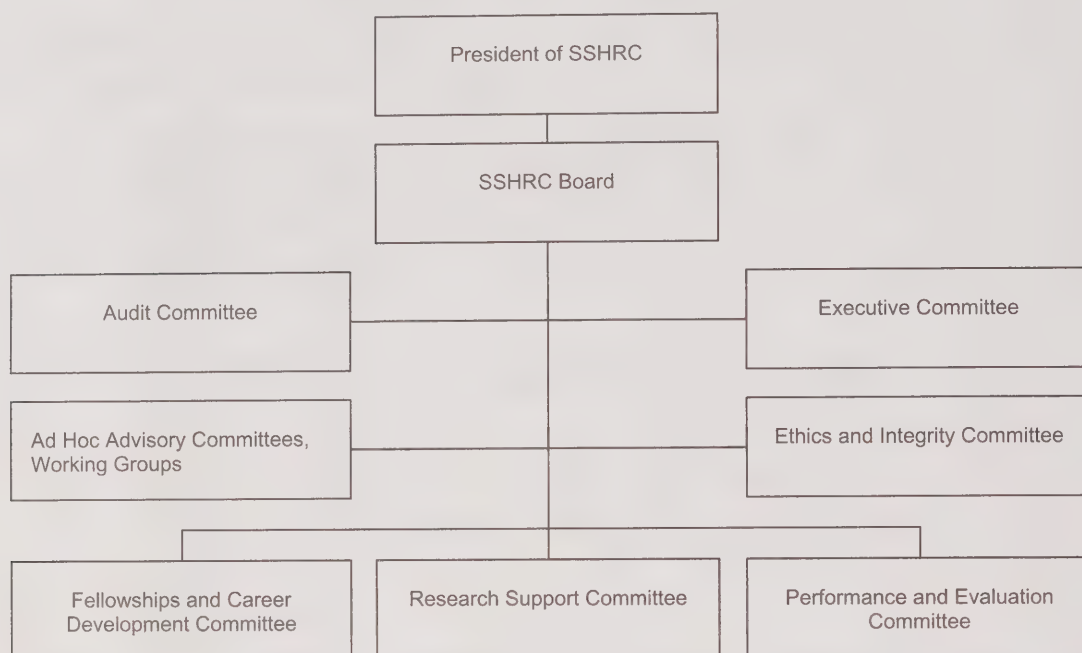 President of SSHRC
SSHRC Board
Audit Committee
Executive Committee
Ad Hoc Advisory Committees,
Working Groups
Ethics and Integrity Committee
Fellowships and Career
Development Committee
Research Support Committee
Performance and Evaluation
Committee